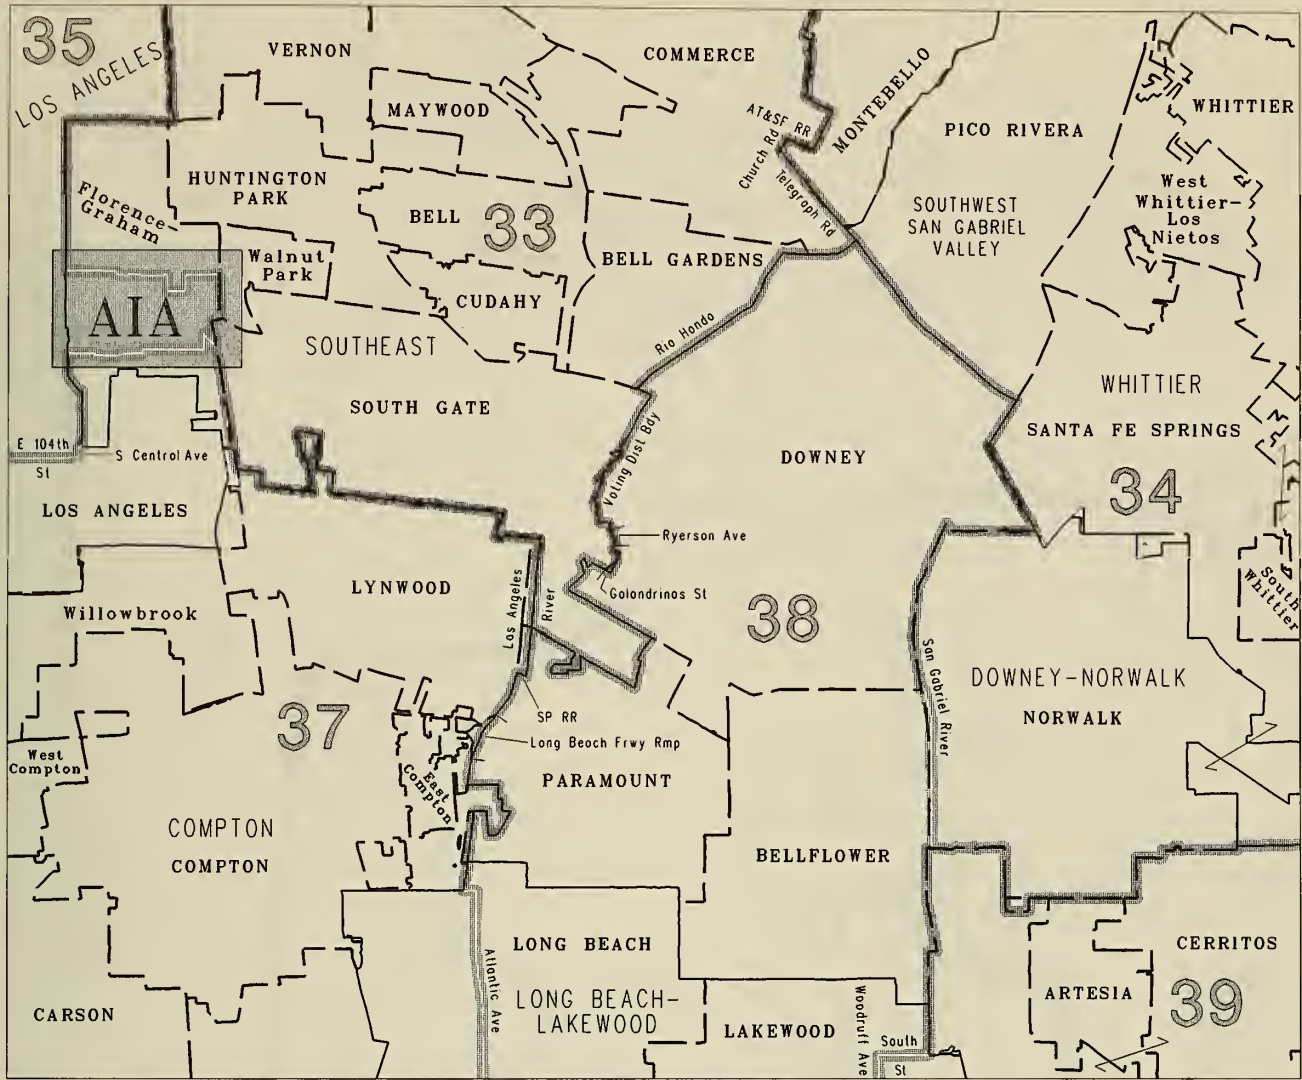 35
LOS ANGELES
VERNON
COMMERCE
MAYWOOD
MONTEBELLO
AT&SF RR
Church Rd
Telegraph Rd
PICO RIVERA
WHITTIER
HUNTINGTON
PARK
Florence-
Graham
BELL
33
SOUTHWEST
SAN GABRIEL
VALLEY
West
Whittier-
Los
Nietos
Walnut
Park
BELL GARDENS
CUDAHY
AIA
SOUTHEAST
Rio Hondo
WHITTIER
SOUTH GATE
SANTA FE SPRINGS
E 104th
St
S Central Ave
Voting Dist Bdy
DOWNEY
34
LOS ANGELES
Ryerson Ave
LYNWOOD
Los Angeles
River
Golondrinos St
South
Whittier
Willowbrook
38
San Gabriel River
DOWNEY-NORWALK
NORWALK
37
SP RR
Long Beach Frwy Rmp
West
Compton
East
Compton
PARAMOUNT
COMPTON
COMPTON
BELLFLOWER
LONG BEACH
CERRITOS
Atlantic Ave
LONG BEACH-
LAKEWOOD
ARTESIA
39
CARSON
LAKEWOOD
Woodruff Ave
South
St